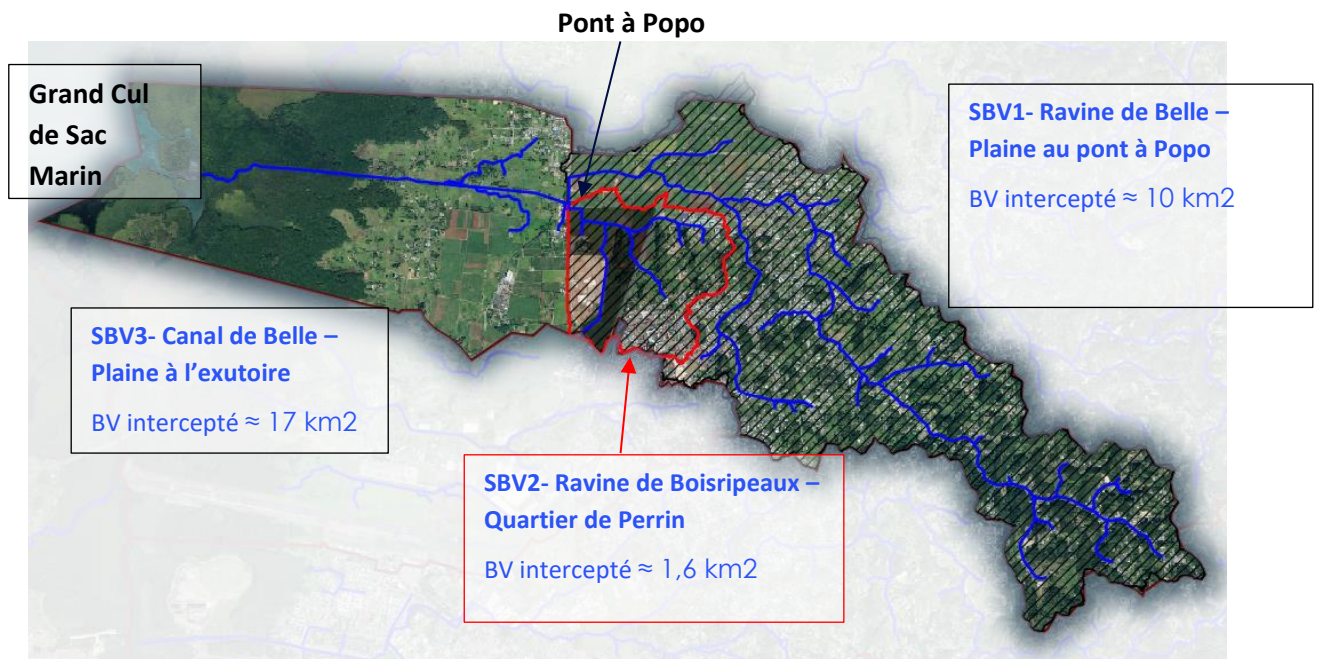 Pont à Popo
Grand Cul
de Sac
Marin
SBV1- Ravine de Belle –
Plaine au pont à Popo
BV intercepté ≈ 10 km2
SBV3- Canal de Belle –
Plaine à l’exutoire
BV intercepté ≈ 17 km2
SBV2- Ravine de Boisripeaux –
Quartier de Perrin
BV intercepté ≈ 1,6 km2